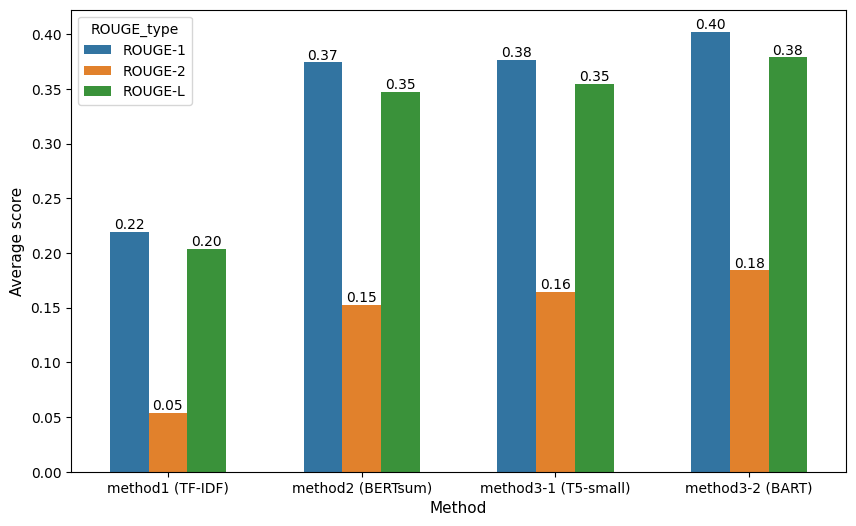 ROUGE_type
ROUGE-1
ROUGE-2
ROUGE-L
Average score
0.40
0.35
0.30
0.25
0.20
0.15
0.10
0.05
0.00
0.22
0.05
0.20
0.37
0.15
0.35
0.38
0.16
0.35
0.40
0.18
0.38
method1 (TF-IDF)
method2 (BERTsum)
method3-1 (T5-small)
method3-2 (BART)
Method